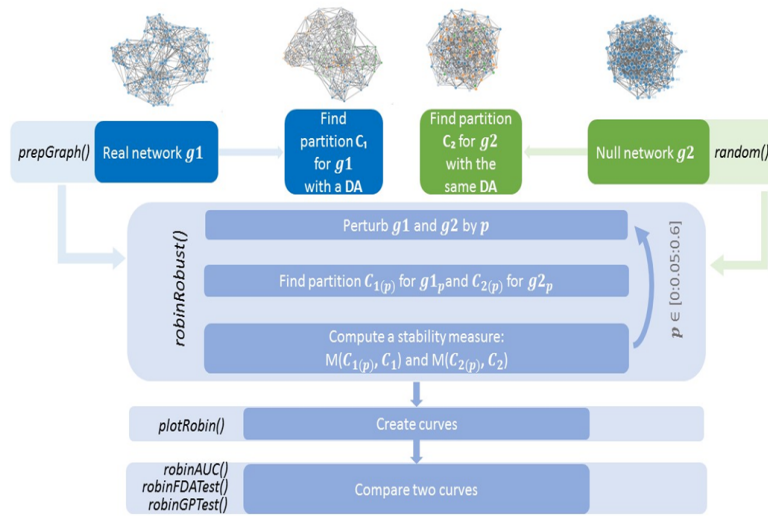 prepGraph()
Real network g1
Find
partition C₁
for g1
with a DA
Find partition
C₂ for g2
with the
same DA
Null network g2
random()
robinRobust()
Perturb g1 and g2 by p
Find partition C1(p) for g1p and C2(p) for g2p
Compute a stability measure:
M(C1(p), C1) and M(C2(p), C2)
p ∈ [0:0.05:0.6]
plotRobin()
Create curves
robinAUC()
robinFDATest()
robinGPTest()
Compare two curves